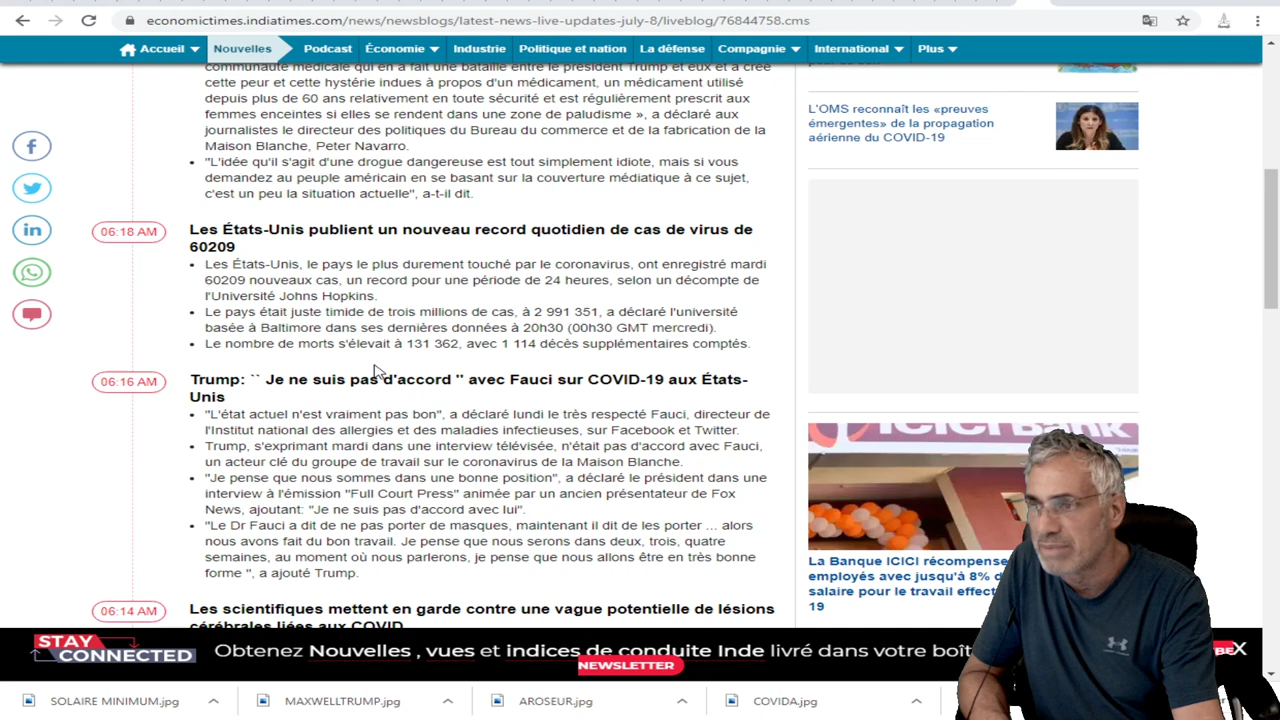 economictimes.indiatimes.com/news/newsblogs/latest-news-live-updates-july-8/liveblog/76844758.cms
Accueil Nouvelles Podcast Économie Industrie Politique et nation La défense Compagnie International Plus
communauté médicale qui en a fait une bataille entre le président Trump et eux et a créé
cette peur et cette hystérie indues à propos d'un médicament, un médicament utilisé
depuis plus de 60 ans relativement en toute sécurité et est régulièrement prescrit aux
femmes enceintes si elles se rendent dans une zone de paludisme », a déclaré aux
journalistes le directeur des politiques du Bureau du commerce et de la fabrication de la
Maison Blanche, Peter Navarro.
"L'idée qu'il s'agit d'une drogue dangereuse est tout simplement idiote, mais si vous
demandez au peuple américain en se basant sur la couverture médiatique à ce sujet,
c'est un peu la situation actuelle", a-t-il dit.
06:18 AM
Les États-Unis publient un nouveau record quotidien de cas de virus de
60209
Les États-Unis, le pays le plus durement touché par le coronavirus, ont enregistré mardi
60209 nouveaux cas, un record pour une période de 24 heures, selon un décompte de
l'Université Johns Hopkins.
Le pays était juste timide de trois millions de cas, à 2 991 351, a déclaré l'université
basée à Baltimore dans ses dernières données à 20h30 (00h30 GMT mercredi).
Le nombre de morts s'élevait à 131 362, avec 1 114 décès supplémentaires comptés.
06:16 AM
Trump: `` Je ne suis pas d'accord '' avec Fauci sur COVID-19 aux États-
Unis
"L'état actuel n'est vraiment pas bon", a déclaré lundi le très respecté Fauci, directeur de
l'Institut national des allergies et des maladies infectieuses, sur Facebook et Twitter.
Trump, s'exprimant mardi dans une interview télévisée, n'était pas d'accord avec Fauci,
un acteur clé du groupe de travail sur le coronavirus de la Maison Blanche.
"Je pense que nous sommes dans une bonne position", a déclaré le président dans une
interview à l'émission "Full Court Press" animée par un ancien présentateur de Fox
News, ajoutant: "Je ne suis pas d'accord avec lui".
"Le Dr Fauci a dit de ne pas porter de masques, maintenant il dit de les porter ... alors
nous avons fait du bon travail. Je pense que nous serons dans deux, trois, quatre
semaines, au moment où nous parlerons, je pense que nous allons être en très bonne
forme ", a ajouté Trump.
06:14 AM
Les scientifiques mettent en garde contre une vague potentielle de lésions
cérébrales liées aux COVID
L'OMS reconnaît les «preuves
émergentes» de la propagation
aérienne du COVID-19
ICICI Bank
La Banque ICICI récompense
employés avec jusqu'à 8% d
salaire pour le travail effect
19
STAY
CONNECTED
Obtenez Nouvelles , vues et indices de conduite Inde livré dans votre boît
NEWSLETTER
X
SOLAIRE MINIMUM.jpg MAXWELLTRUMP.jpg AROSEUR.jpg COVIDA.jpg